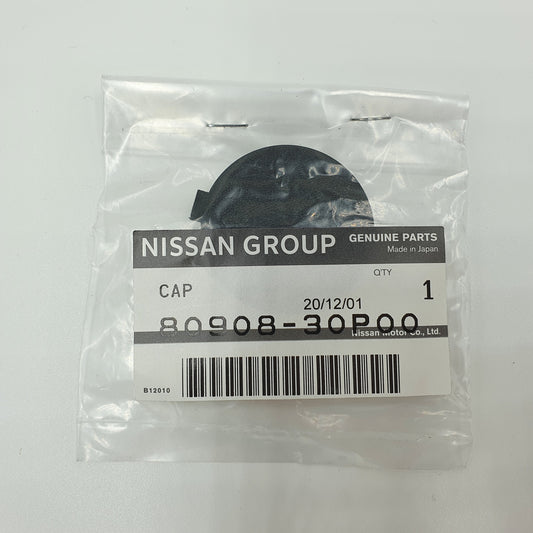 NISSAN GROUP GENUINE PARTS
Made in Japan
Q'TY
CAP 1
20/12/01
80908-30P00
Nissan Motor Co., Ltd.
B12010